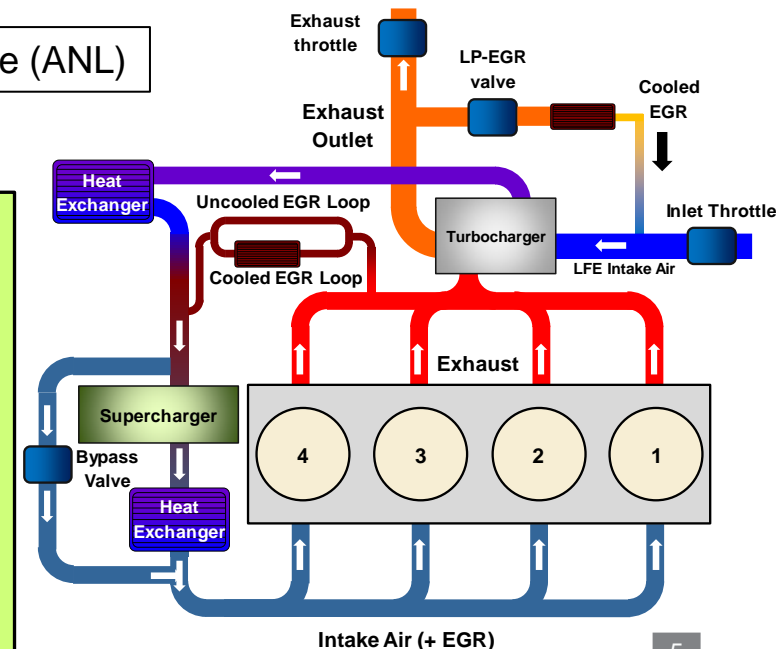 e (ANL)
Exhaust
throttle
LP-EGR
valve
Cooled
EGR
Exhaust
Outlet
Heat
Exchanger
Uncooled EGR Loop
Turbocharger
Inlet Throttle
Cooled EGR Loop
LFE Intake Air
Exhaust
Supercharger
4
3
2
1
Bypass
Valve
Heat
Exchanger
Intake Air (+ EGR)
5